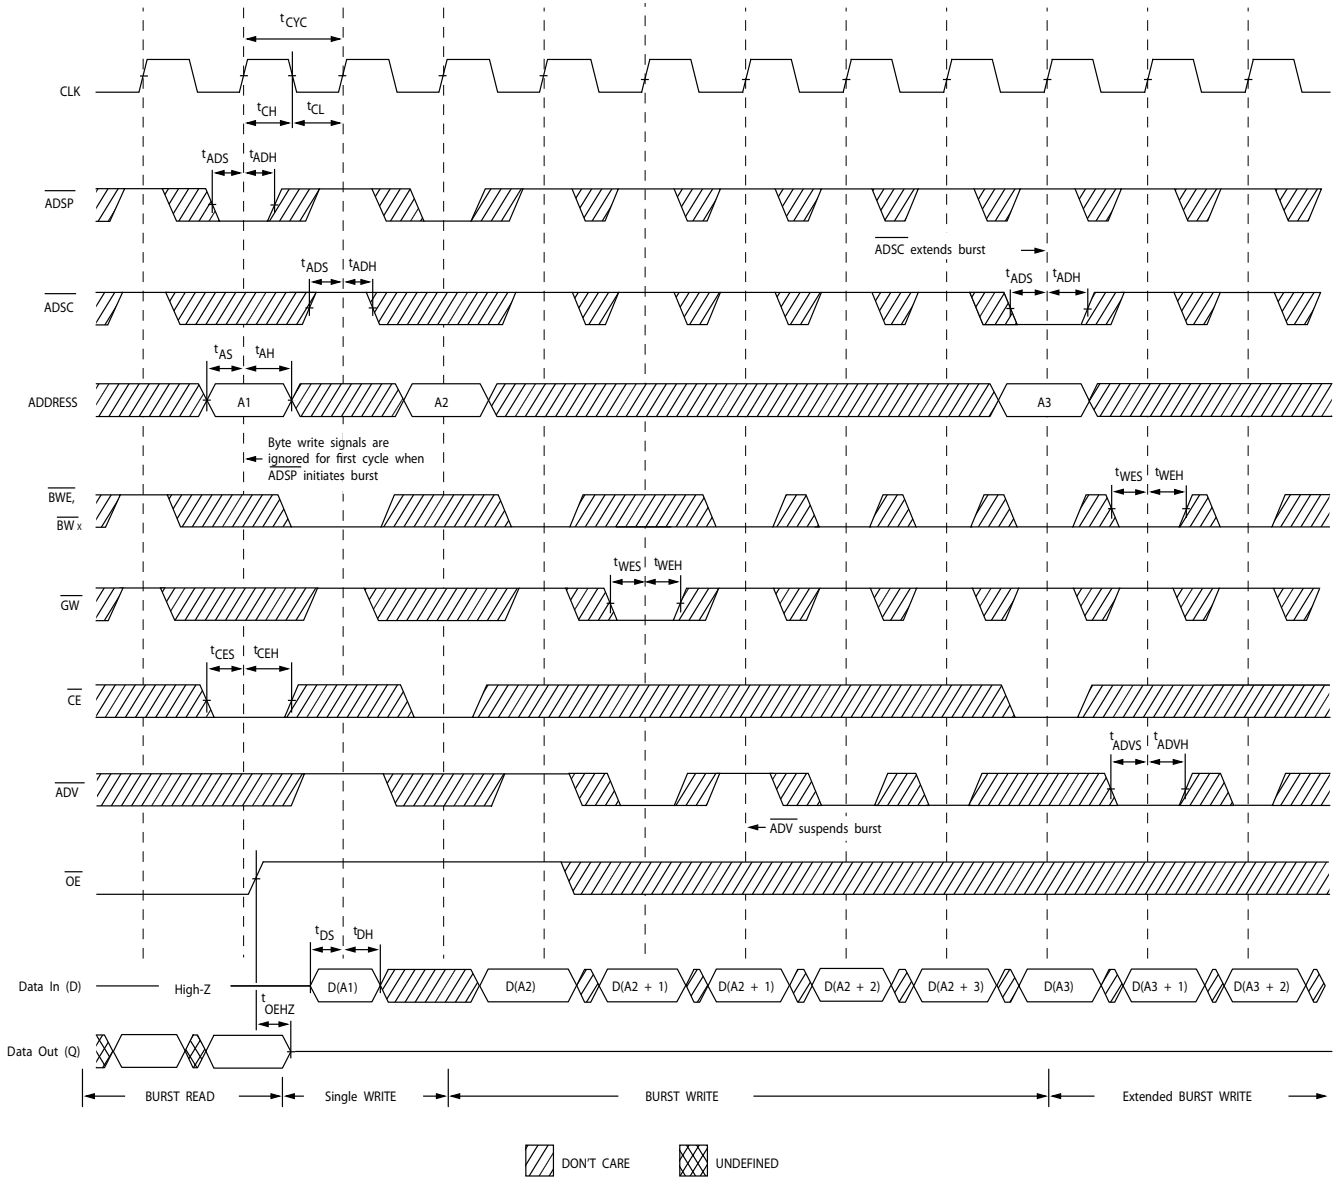 tCYC
CLK
tCH
tCL
tADS
tADH
ADSP
ADSC extends burst
tADS
tADH
tADS
tADH
ADSC
tAS
tAH
ADDRESS
A1
A2
A3
Byte write signals are
ignored for first cycle when
ADSP initiates burst
BWE,
BW X
tWES
tWEH
tWES
tWEH
GW
tCES
tCEH
CE
tADVS
tADVH
ADV
ADV suspends burst
OE
tDS
tDH
Data In (D)
High-Z
D(A1)
D(A2)
D(A2 + 1)
D(A2 + 1)
D(A2 + 2)
D(A2 + 3)
D(A3)
D(A3 + 1)
D(A3 + 2)
tOEHZ
Data Out (Q)
BURST READ
Single WRITE
BURST WRITE
Extended BURST WRITE
DON'T CARE
UNDEFINED